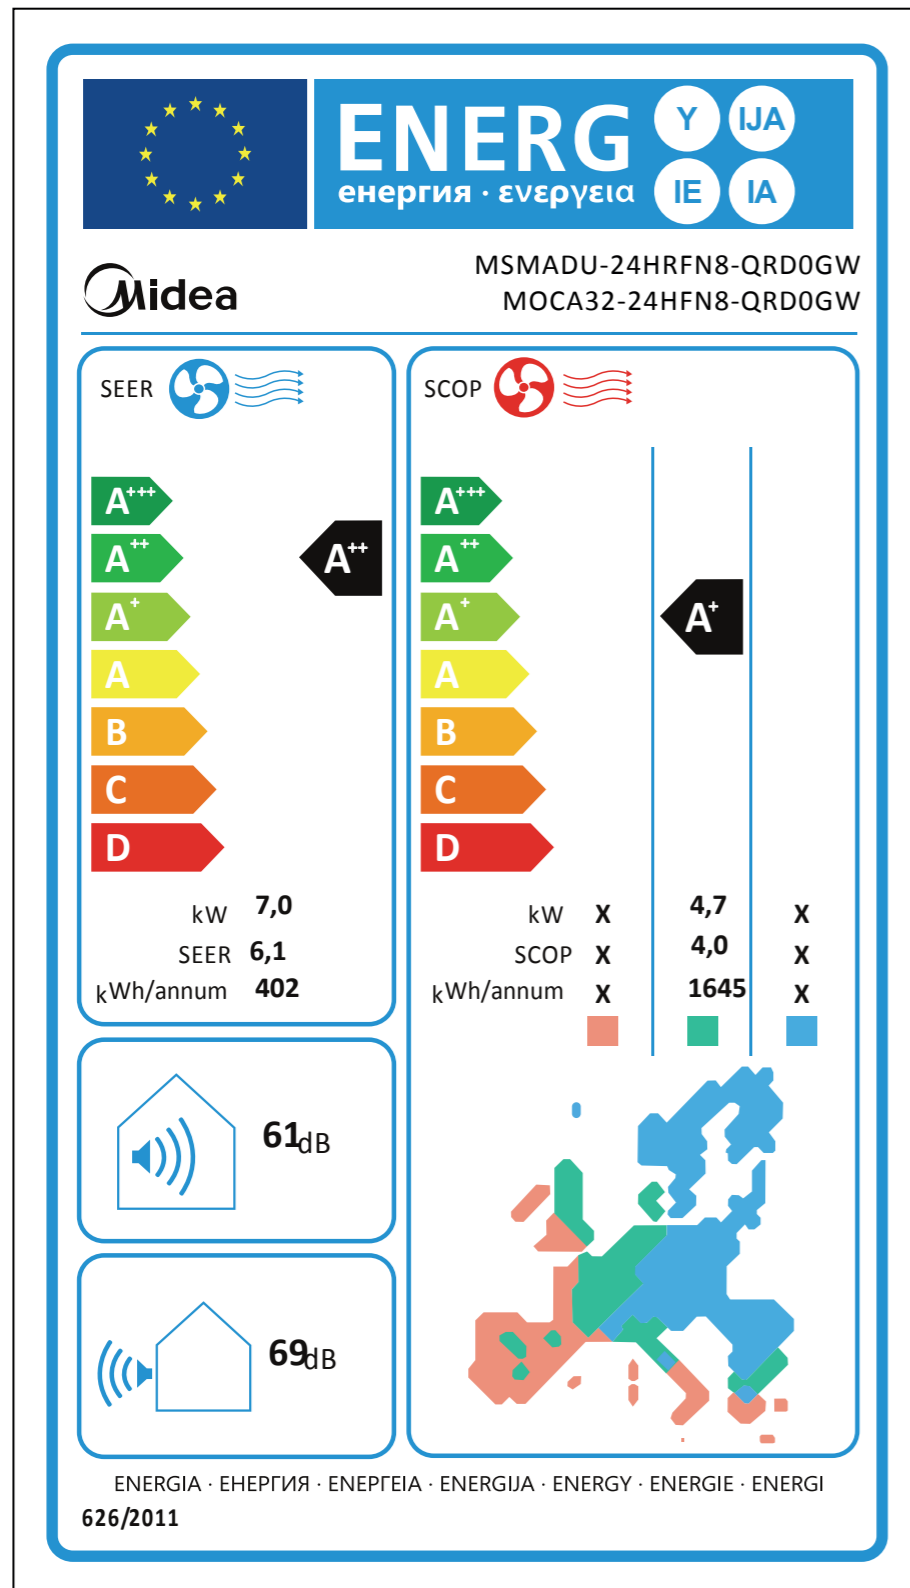 ENERG Y IJA
енергия · ενεργεια IE IA
Midea
MSMADU-24HRFN8-QRD0GW
MOCA32-24HFN8-QRD0GW
SEER
A+++
A++
A+
A
B
C
D
A++
kW 7,0
SEER 6,1
kWh/annum 402
SCOP
A+++
A++
A+
A
B
C
D
A+
kW X 4,7 X
SCOP X 4,0 X
kWh/annum X 1645 X
61dB
69dB
ENERGIA · ЕНЕРГИЯ · ΕΝΕΡΓΕΙΑ · ENERGIJA · ENERGY · ENERGIE · ENERGI
626/2011